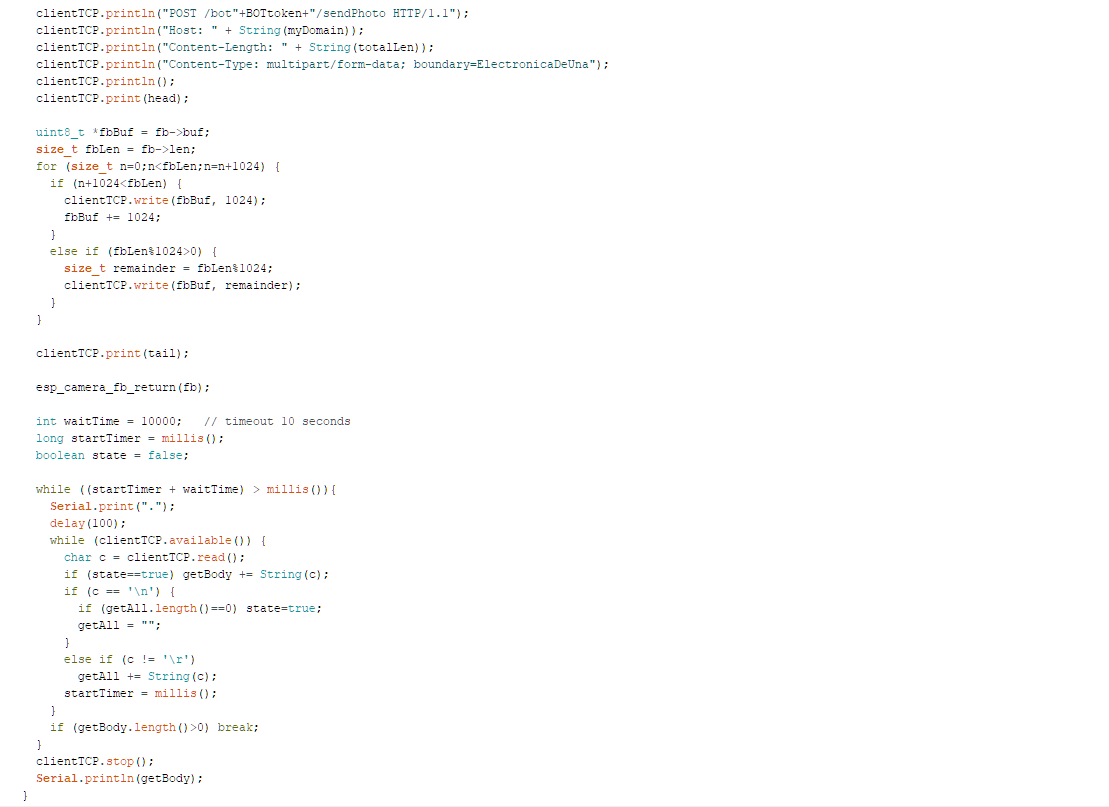 clientTCP.println("POST /bot"+BOTtoken+"/sendPhoto HTTP/1.1");
clientTCP.println("Host: " + String(myDomain));
clientTCP.println("Content-Length: " + String(totalLen));
clientTCP.println("Content-Type: multipart/form-data; boundary=ElectronicaDeUna");
clientTCP.println();
clientTCP.print(head);
uint8_t *fbBuf = fb->buf;
size_t fbLen = fb->len;
for (size_t n=0;n<fbLen;n=n+1024) {
if (n+1024<fbLen) {
clientTCP.write(fbBuf, 1024);
fbBuf += 1024;
}
else if (fbLen%1024>0) {
size_t remainder = fbLen%1024;
clientTCP.write(fbBuf, remainder);
}
}
clientTCP.print(tail);
esp_camera_fb_return(fb);
int waitTime = 10000;   // timeout 10 seconds
long startTimer = millis();
boolean state = false;
while ((startTimer + waitTime) > millis()){
Serial.print(".");
delay(100);
while (clientTCP.available()) {
char c = clientTCP.read();
if (state==true) getBody += String(c);
if (c == '\n') {
if (getAll.length()==0) state=true;
getAll = "";
}
else if (c != '\r')
getAll += String(c);
startTimer = millis();
}
if (getBody.length()>0) break;
}
clientTCP.stop();
Serial.println(getBody);
}